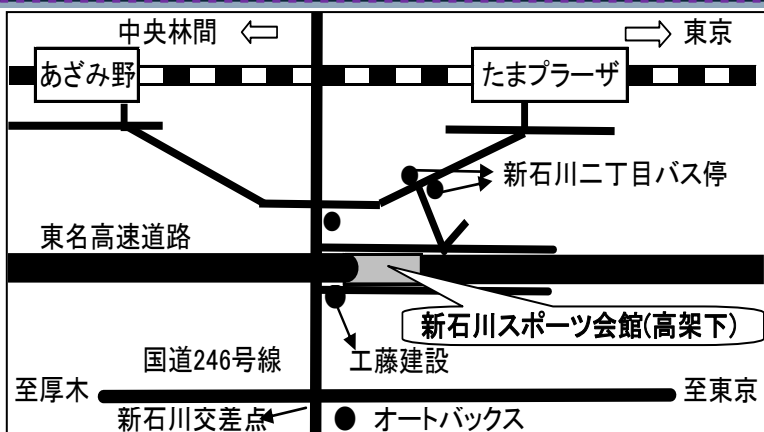 中央林間
東京
あざみ野
たまプラーザ
新石川二丁目バス停
東名高速道路
新石川スポーツ会館(高架下)
国道246号線
工藤建設
至厚木
至東京
新石川交差点
オートバックス